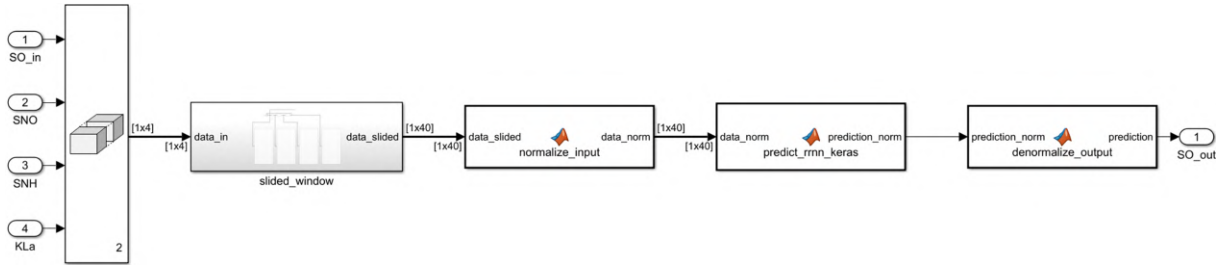 1
SO_in
2
SNO
3
SNH
4
KLa
2
[1x4]
[1x4]
data_in
data_slided
slided_window
[1x40]
[1x40]
data_slided
data_norm
normalize_input
[1x40]
[1x40]
data_norm
prediction_norm
predict_rrnn_keras
prediction_norm
prediction
denormalize_output
1
SO_out